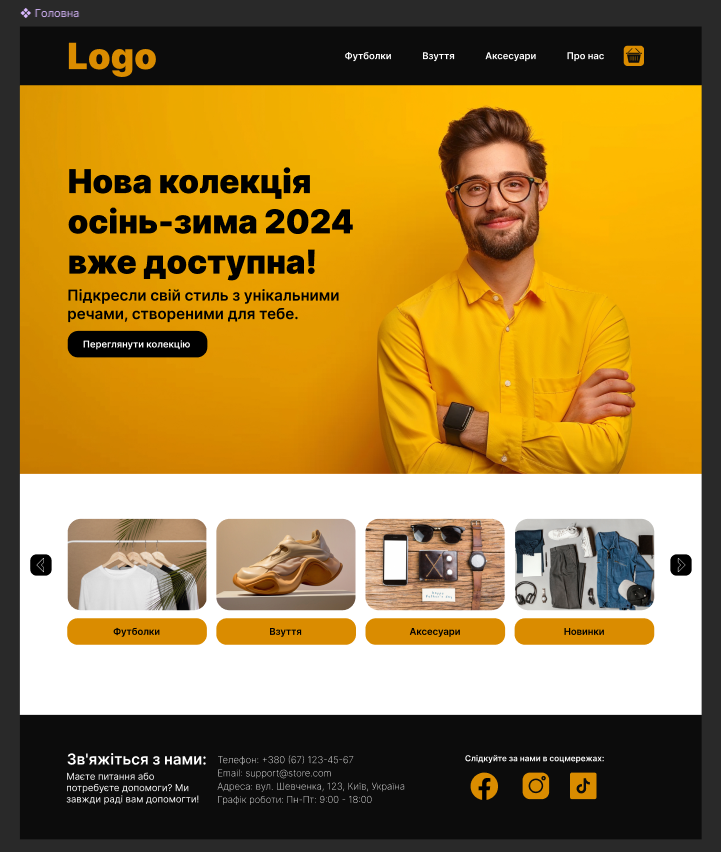 Головна
Logo
Футболки
Взуття
Аксесуари
Про нас
Нова колекція
осінь-зима 2024
вже доступна!
Підкресли свій стиль з унікальними
речами, створеними для тебе.
Переглянути колекцію
Футболки
Взуття
Аксесуари
Новинки
Зв'яжіться з нами:
Маєте питання або
потребуєте допомоги? Ми
завжди раді вам допомогти!
Телефон: +380 (67) 123-45-67
Email: support@store.com
Адреса: вул. Шевченка, 123, Київ, Україна
Графік роботи: Пн-Пт: 9:00 - 18:00
Слідкуйте за нами в соцмережах: